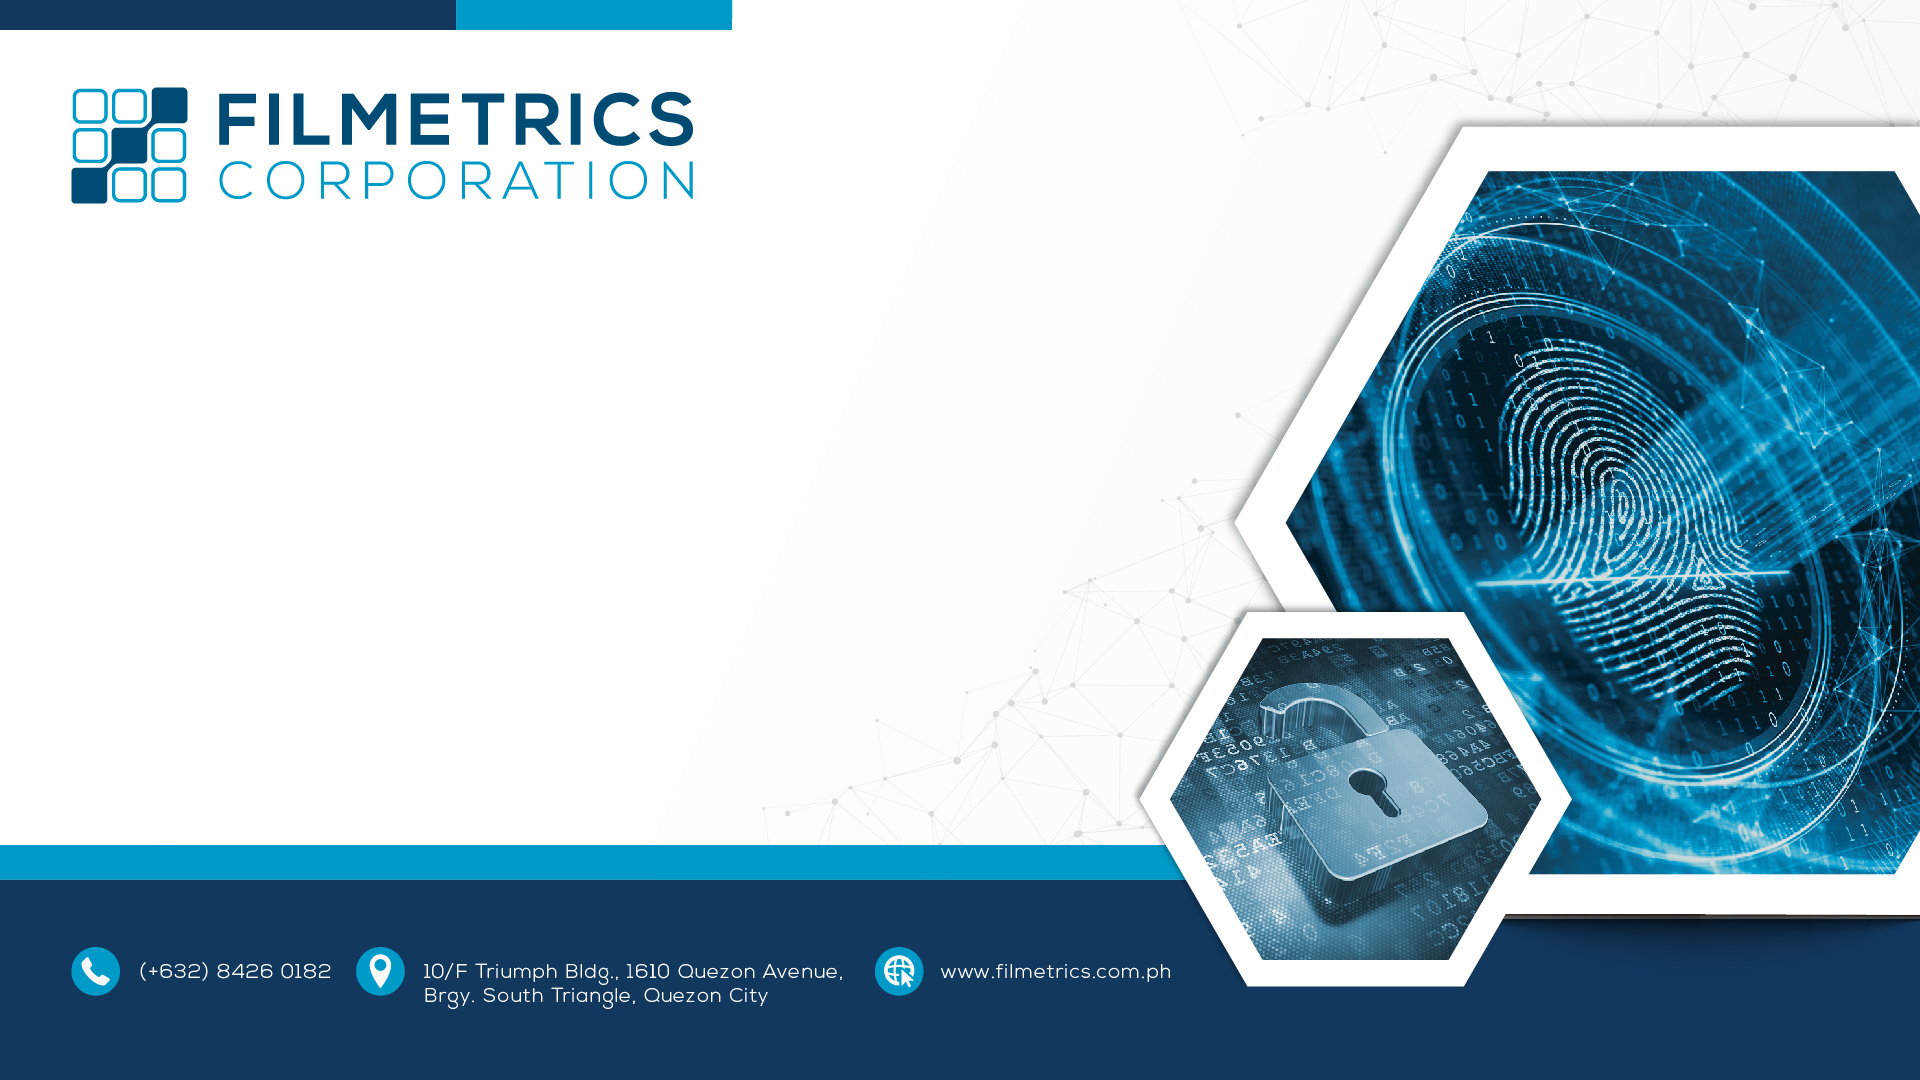 FILMETRICS
CORPORATION
(+632) 8426 0182
10/F Triumph Bldg., 1610 Quezon Avenue,
Brgy. South Triangle, Quezon City
www.filmetrics.com.ph